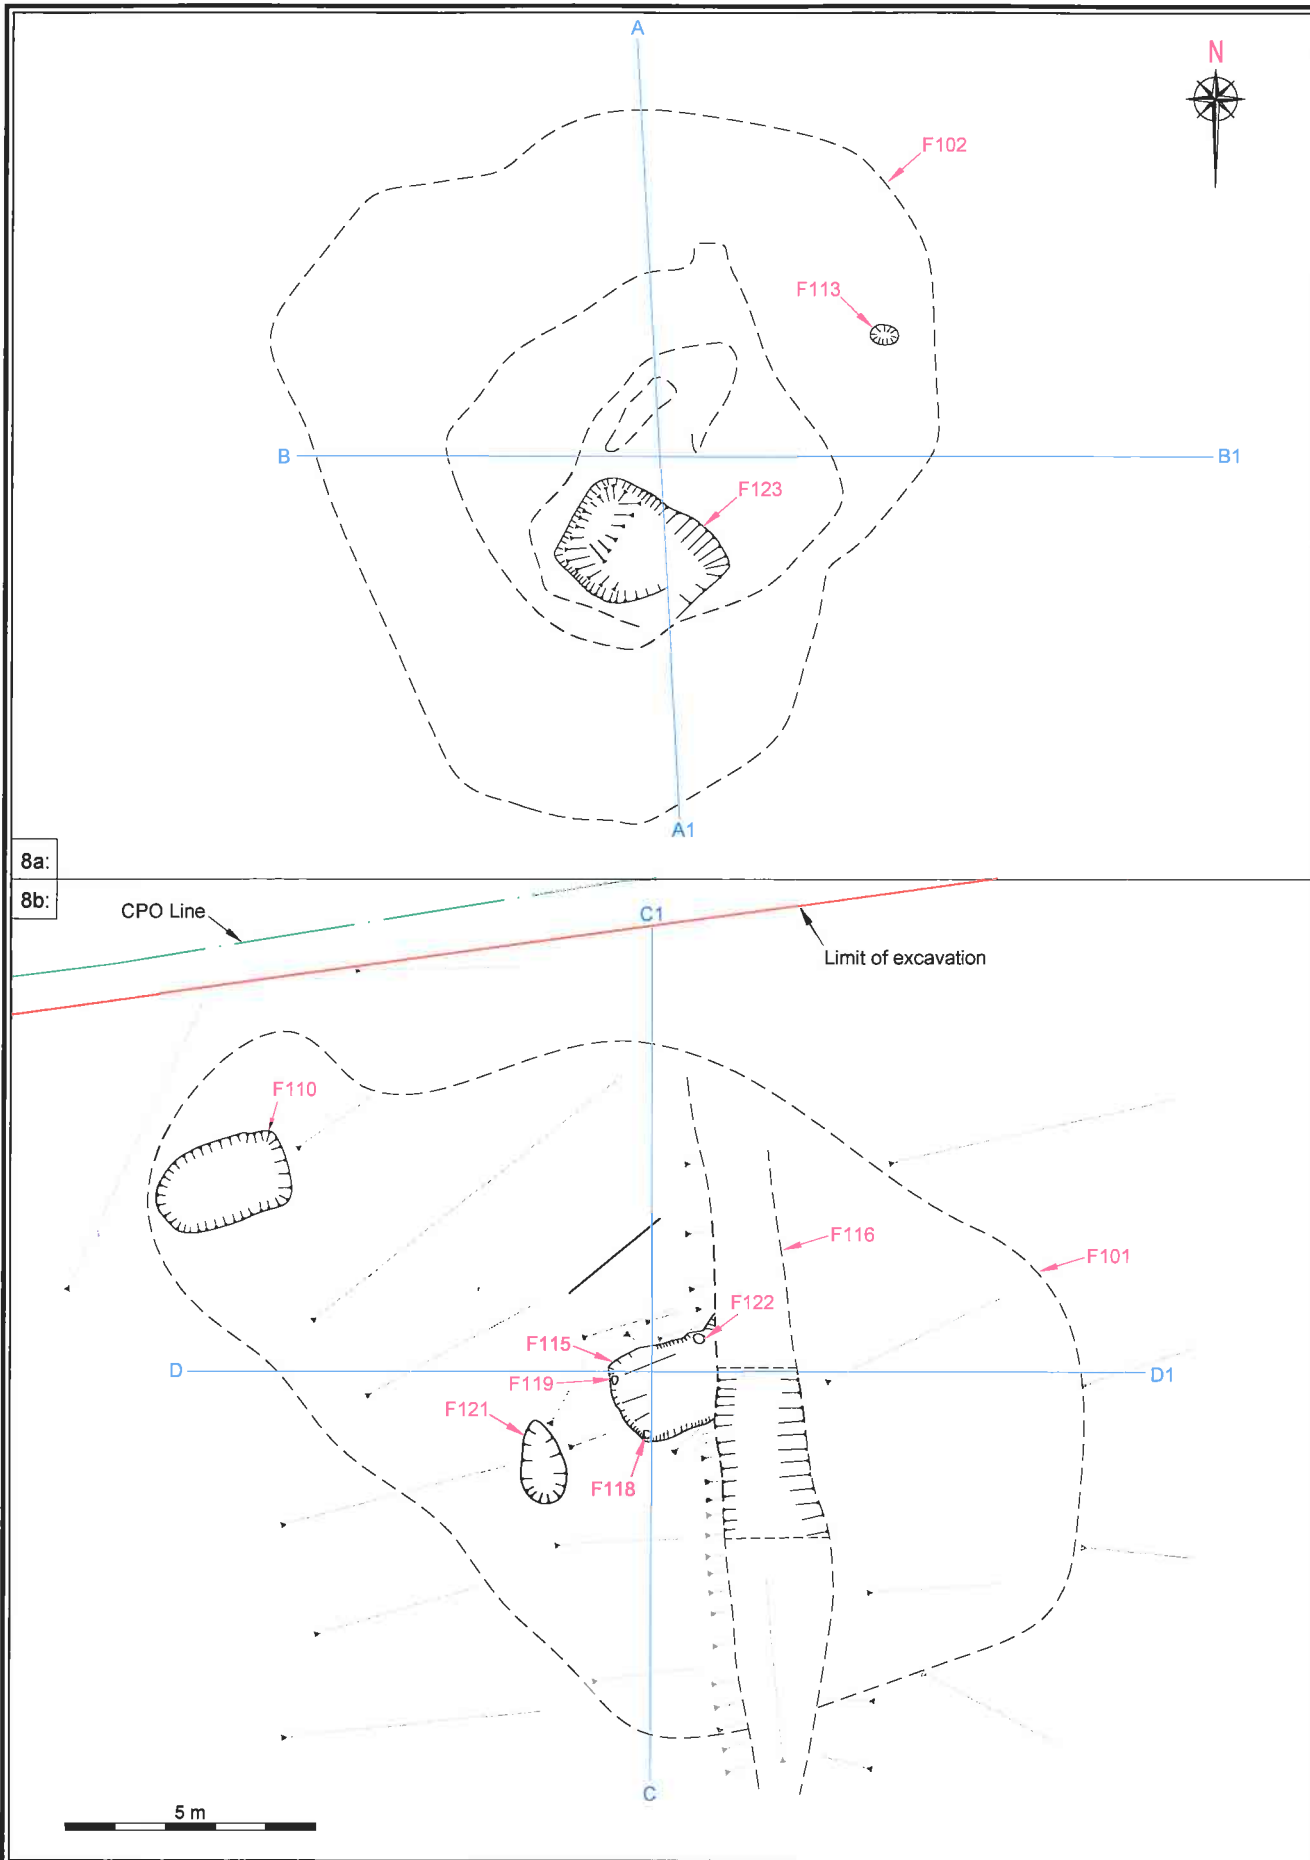 A
N
F102
F113
B
B1
F123
A1
8a:
8b:
CPO Line
C1
Limit of excavation
F110
F116
F101
F122
F115
D
D1
F119
F121
F118
C
5 m